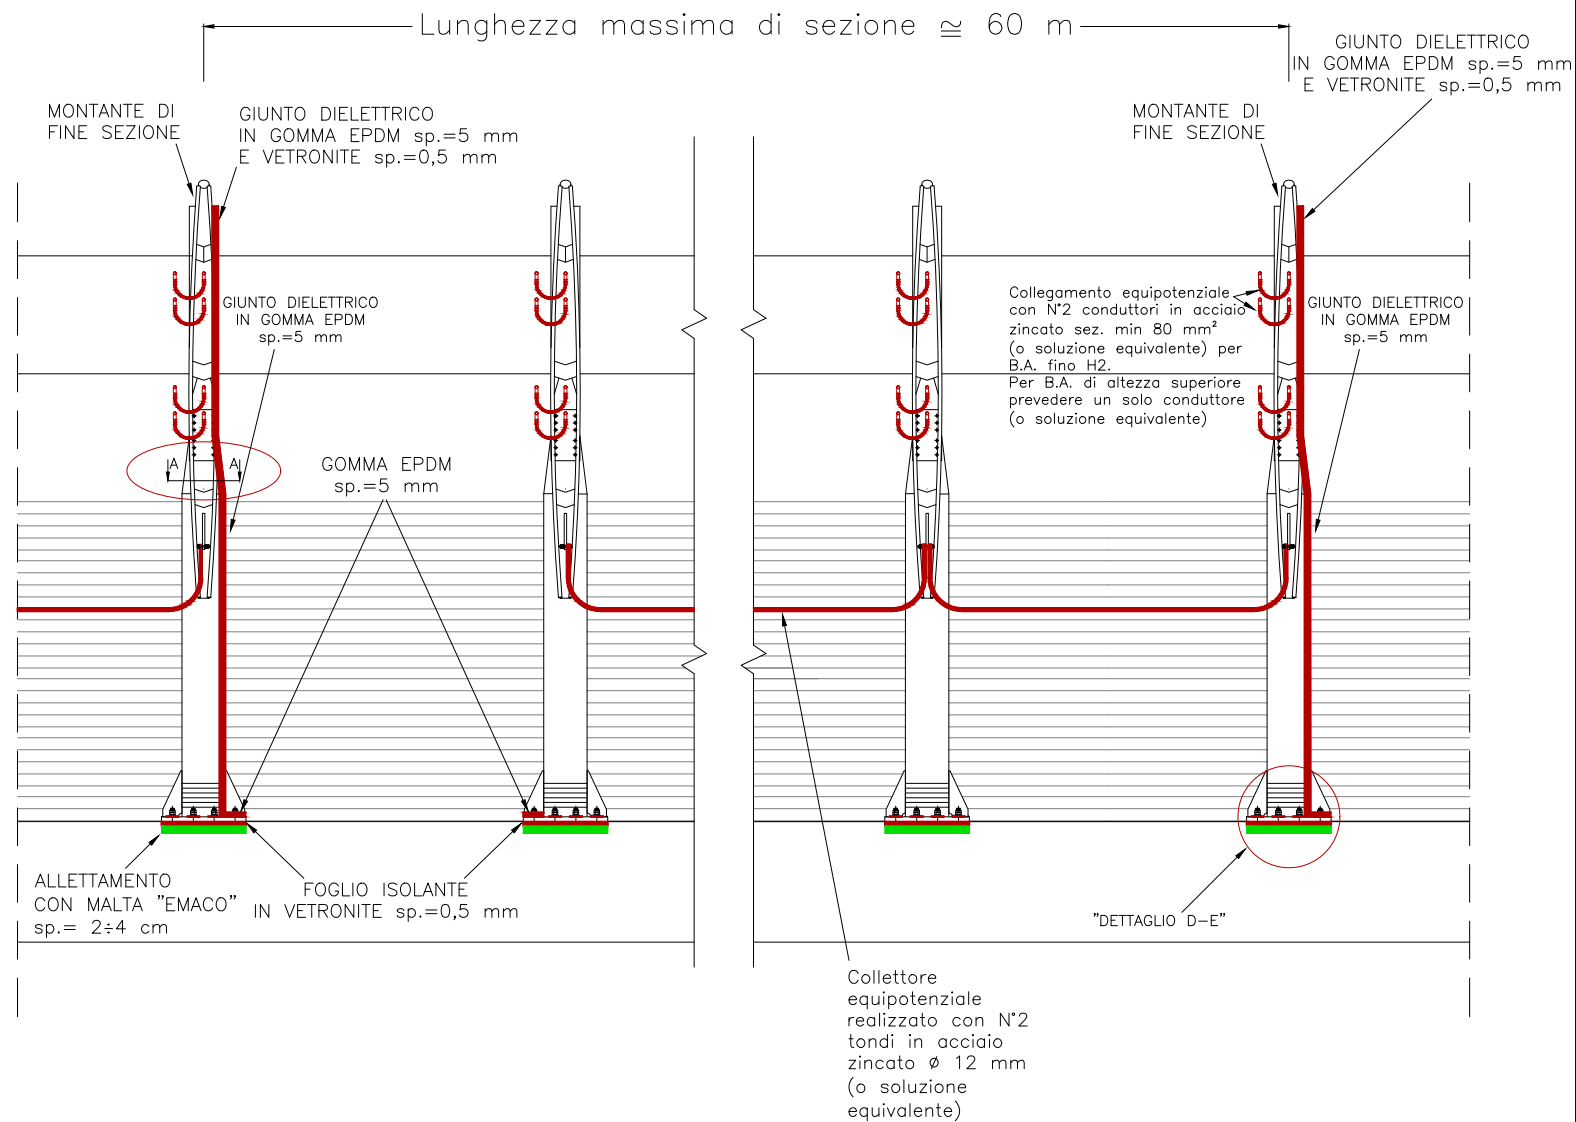 Lunghezza massima di sezione ≅ 60 m
GIUNTO DIELETTRICO
IN GOMMA EPDM sp.=5 mm
E VETRONITE sp.=0,5 mm
MONTANTE DI
FINE SEZIONE
GIUNTO DIELETTRICO
IN GOMMA EPDM sp.=5 mm
E VETRONITE sp.=0,5 mm
MONTANTE DI
FINE SEZIONE
GIUNTO DIELETTRICO
IN GOMMA EPDM
sp.=5 mm
Collegamento equipotenziale
con N°2 conduttori in acciaio
zincato sez. min 80 mm²
(o soluzione equivalente) per
B.A. fino H2.
Per B.A. di altezza superiore
prevedere un solo conduttore
(o soluzione equivalente)
GIUNTO DIELETTRICO
IN GOMMA EPDM
sp.=5 mm
A A
GOMMA EPDM
sp.=5 mm
ALLETTAMENTO
CON MALTA "EMACO"
sp.= 2÷4 cm
FOGLIO ISOLANTE
IN VETRONITE sp.=0,5 mm
"DETTAGLIO D-E"
Collettore
equipotenziale
realizzato con N°2
tondi in acciaio
zincato ø 12 mm
(o soluzione
equivalente)